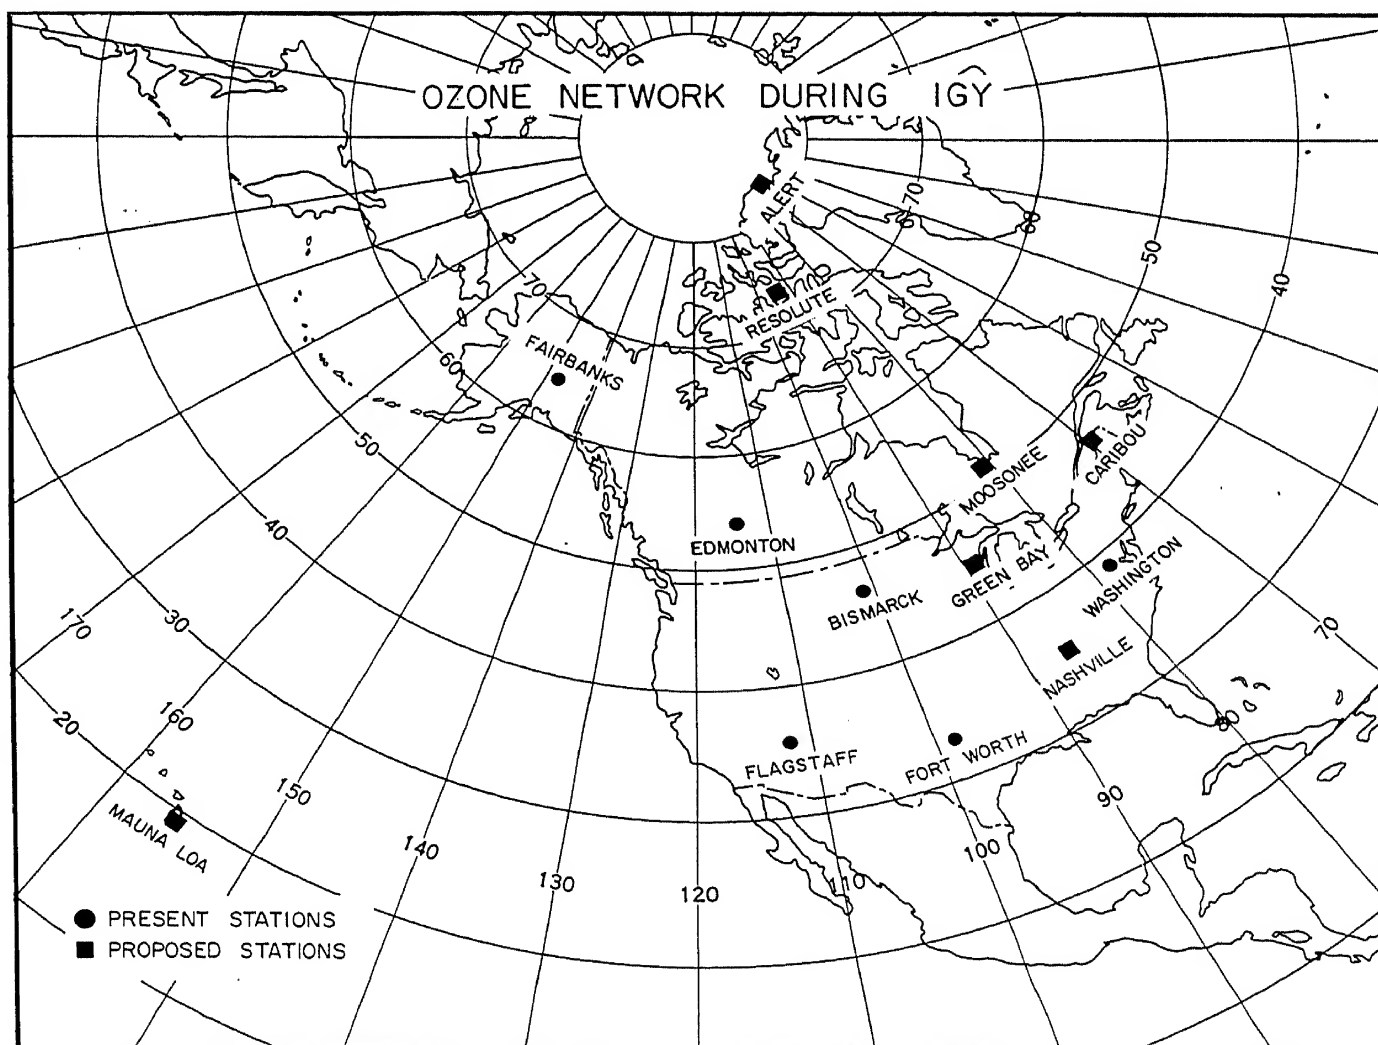 OZONE NETWORK DURING IGY
ALERT
70
60
50
40
RESOLUTE
70
FAIRBANKS
60
50
CARIBOU
MOOSONEE
40
EDMONTON
GREEN BAY
WASHINGTON
BISMARCK
170
30
70
NASHVILLE
20
160
80
FLAGSTAFF
FORT WORTH
150
90
MAUNA LOA
140
100
130
120
110
PRESENT STATIONS
PROPOSED STATIONS